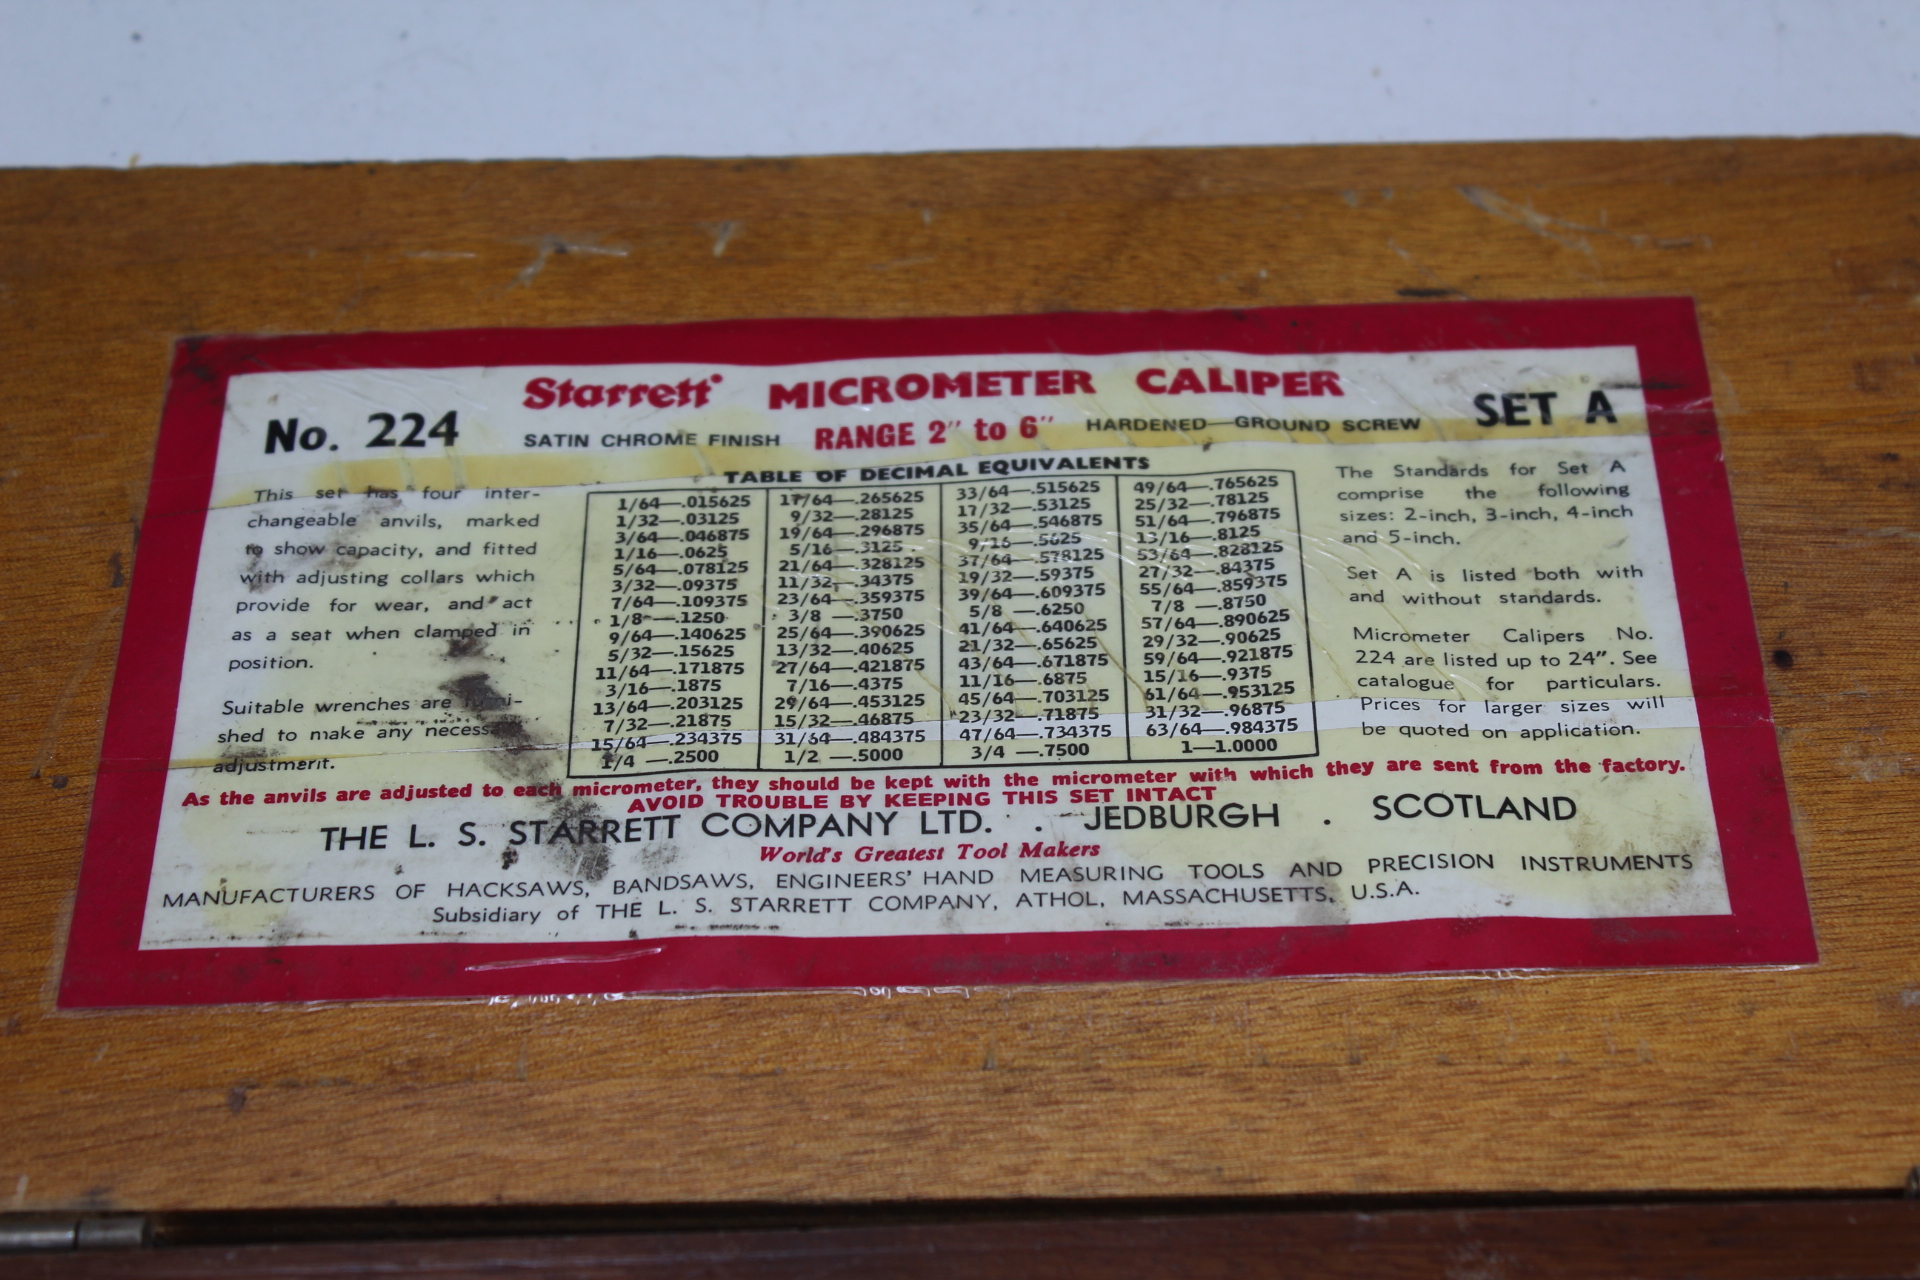 Starrett MICROMETER CALIPER
No. 224 SATIN CHROME FINISH RANGE 2" to 6" HARDENED—GROUND SCREW SET A
This set has four inter-
changeable anvils, marked
to show capacity, and fitted
with adjusting collars which
provide for wear, and act
as a seat when clamped in
position.
Suitable wrenches are furni-
shed to make any
adjustment.
TABLE OF DECIMAL EQUIVALENTS
1/64—.015625 17/64—.265625 33/64—.515625 49/64—.765625
1/32—.03125 9/32—.28125 17/32—.53125 25/32—.78125
3/64—.046875 19/64—.296875 35/64—.546875 51/64—.796875
1/16—.0625 5/16—.3125 9/16—.5625 13/16—.8125
5/64—.078125 21/64—.328125 37/64—.578125 53/64—.828125
3/32—.09375 11/32—.34375 19/32—.59375 27/32—.84375
7/64—.109375 23/64—.359375 39/64—.609375 55/64—.859375
1/8—.1250 3/8 —.3750 5/8 —.6250 7/8 —.8750
9/64—.140625 25/64—.390625 41/64—.640625 57/64—.890625
5/32—.15625 13/32—.40625 21/32—.65625 29/32—.90625
11/64—.171875 27/64—.421875 43/64—.671875 59/64—.921875
3/16—.1875 7/16—.4375 11/16—.6875 15/16—.9375
13/64—.203125 29/64—.453125 45/64—.703125 61/64—.953125
7/32—.21875 15/32—.46875 23/32—.71875 31/32—.96875
15/64—.234375 31/64—.484375 47/64—.734375 63/64—.984375
1/4 —.2500 1/2 —.5000 3/4 —.7500 1—1.0000
The Standards for Set A
comprise the following
sizes: 2-inch, 3-inch, 4-inch
and 5-inch.
Set A is listed both with
and without standards.
Micrometer Calipers No.
224 are listed up to 24". See
catalogue for particulars.
Prices for larger sizes will
be quoted on application.
As the anvils are adjusted to each micrometer, they should be kept with the micrometer with which they are sent from the factory.
AVOID TROUBLE BY KEEPING THIS SET INTACT
THE L. S. STARRETT COMPANY LTD. . JEDBURGH . SCOTLAND
World's Greatest Tool Makers
MANUFACTURERS OF HACKSAWS, BANDSAWS, ENGINEERS' HAND MEASURING TOOLS AND PRECISION INSTRUMENTS
Subsidiary of THE L. S. STARRETT COMPANY, ATHOL, MASSACHUSETTS, U.S.A.